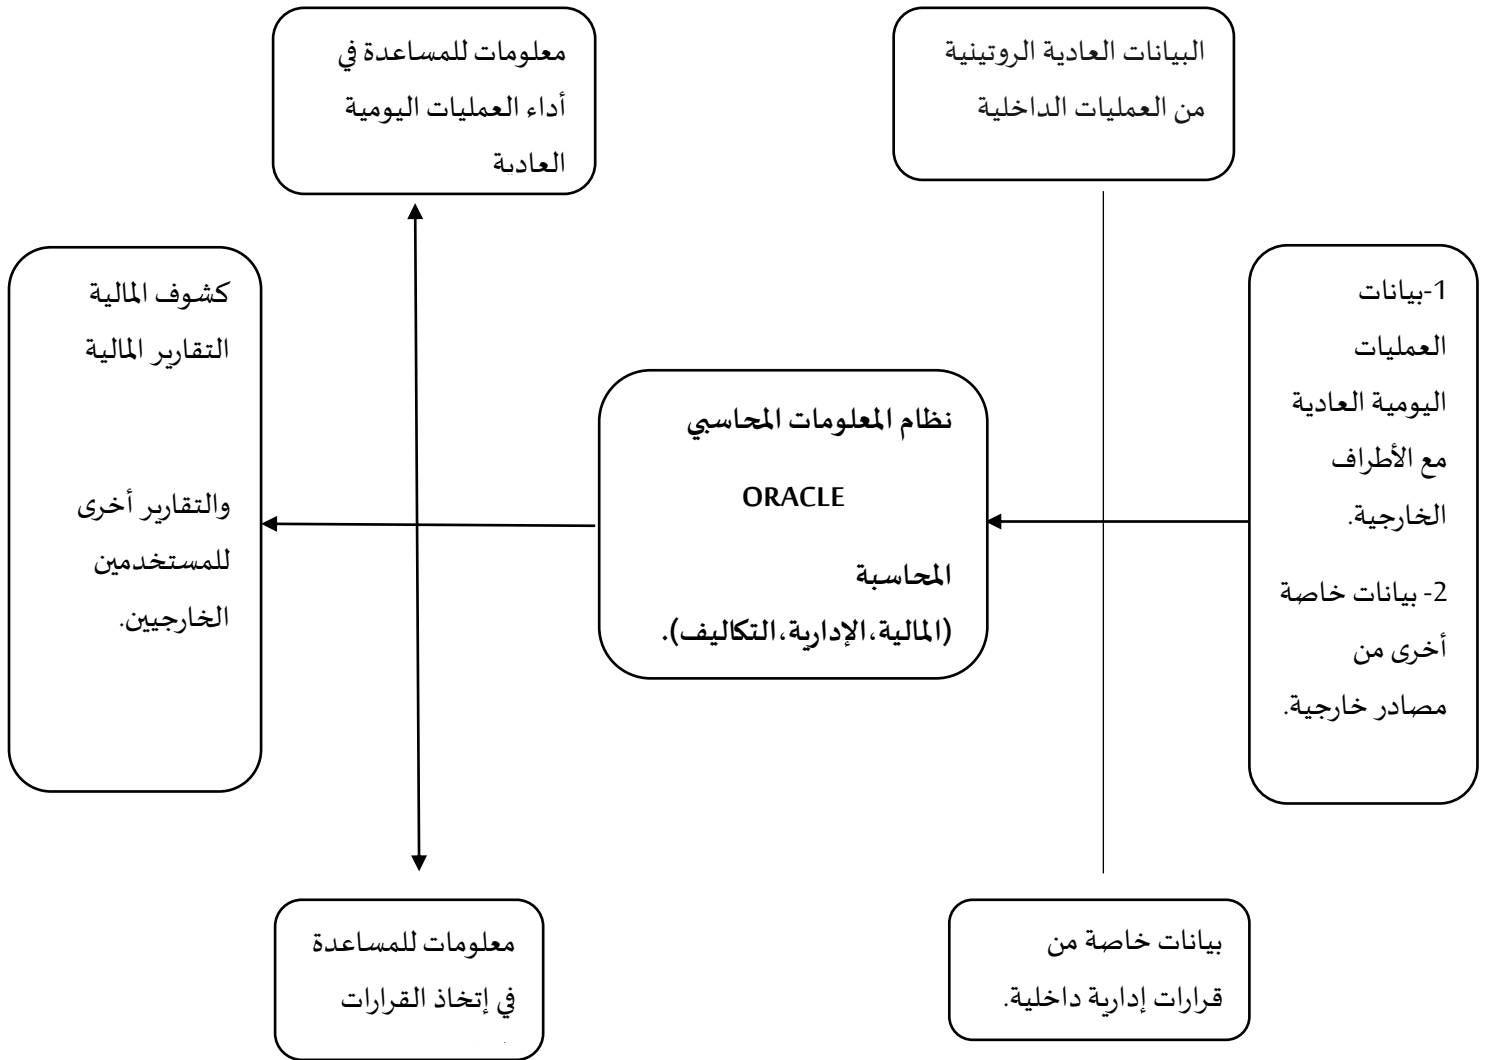 البيانات العادية الروتينية
من العمليات الداخلية
معلومات للمساعدة في
أداء العمليات اليومية
العادية
1-بيانات
العمليات
اليومية العادية
مع الأطراف
الخارجية.
2- بيانات خاصة
أخرى من
مصادر خارجية.
نظام المعلومات المحاسبي
ORACLE
المحاسبة
(المالية،الإدارية،التكاليف).
كشوف المالية
التقارير المالية
والتقارير أخرى
للمستخدمين
الخارجيين.
بيانات خاصة من
قرارات إدارية داخلية.
معلومات للمساعدة
في إتخاذ القرارات